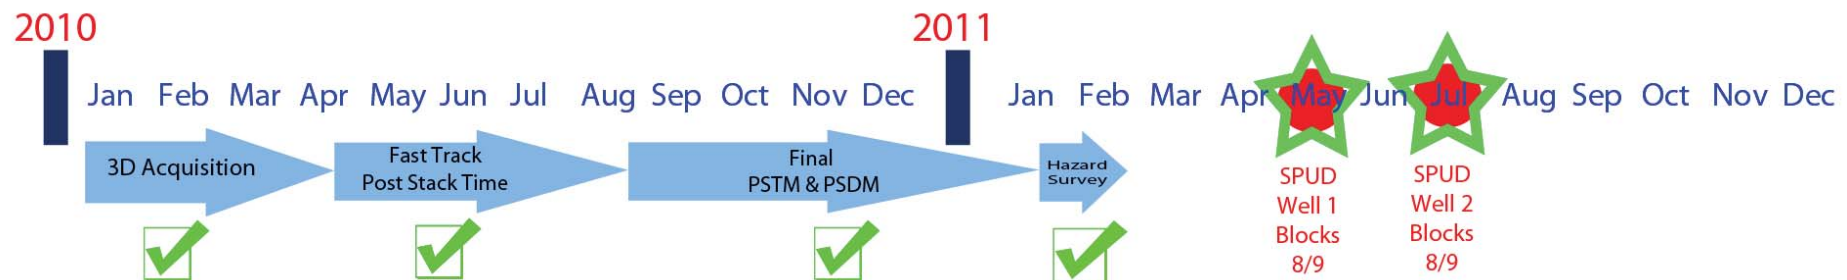 2010
2011
Jan Feb Mar Apr May Jun Jul Aug Sep Oct Nov Dec
Jan Feb Mar Apr May Jun Jul Aug Sep Oct Nov Dec
3D Acquisition
Fast Track
Post Stack Time
Final
PSTM & PSDM
Hazard
Survey
SPUD
Well 1
Blocks
8/9
SPUD
Well 2
Blocks
8/9